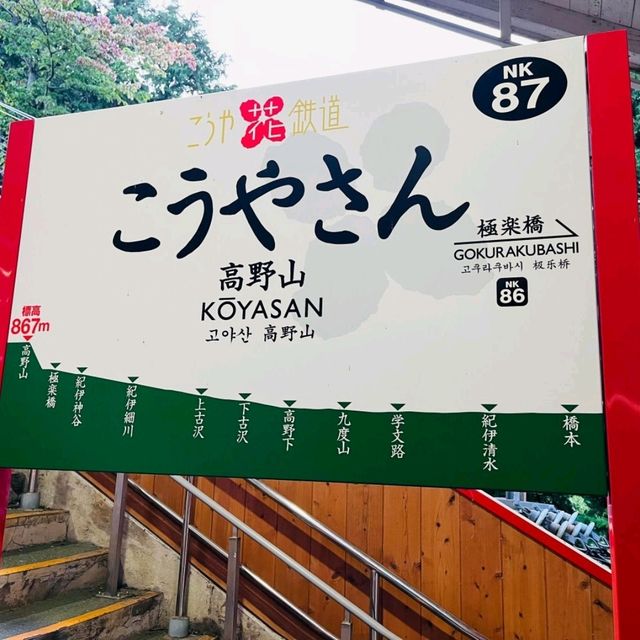 NK
87
こうや花鉄道
こうやさん
高野山
KŌYASAN
고야산 高野山
極楽橋
GOKURAKUBASHI
고쿠라쿠바시 极乐桥
NK
86
標高
867m
高野山
極楽橋
紀伊神谷
紀伊細川
上古沢
下古沢
高野下
九度山
学文路
紀伊清水
橋本